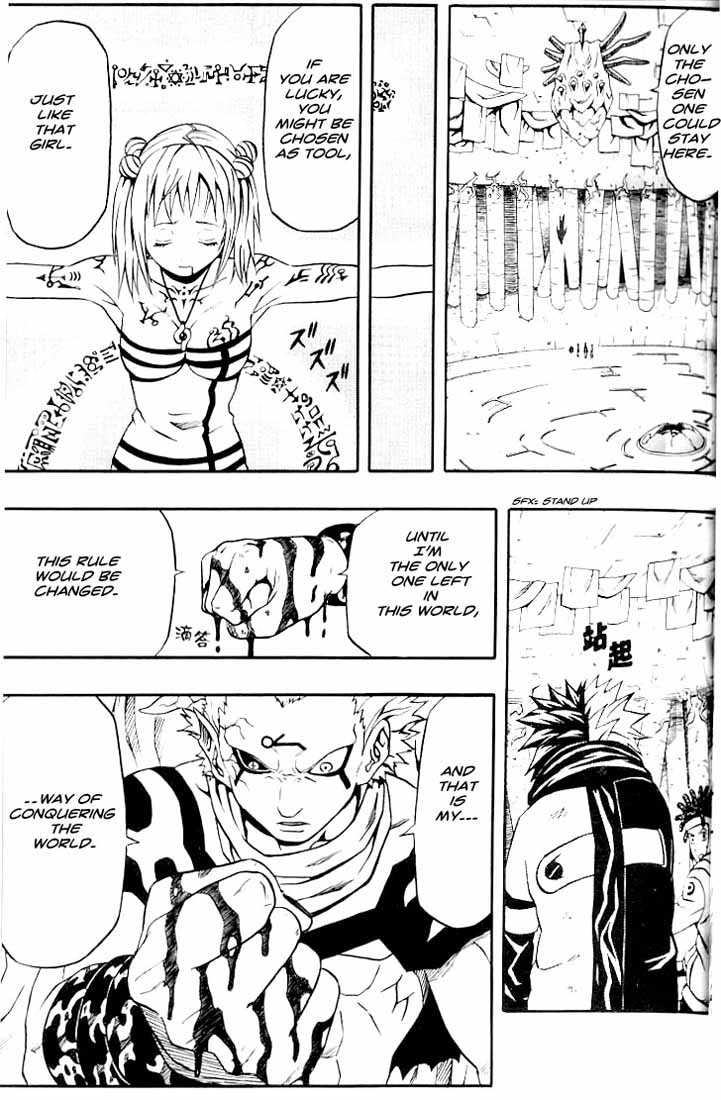 ONLY
THE
CHO-
SEN
ONE
COULD
STAY
HERE..
IF
YOU ARE
LUCKY,
YOU
MIGHT BE
CHOSEN
AS TOOL,
JUST
LIKE
THAT
GIRL..
ズズズ
SFX: STAND UP
站起
UNTIL
I'M
THE ONLY
ONE LEFT
IN
THIS WORLD,
滴答
THIS RULE
WOULD BE
CHANGED..
AND
THAT
IS MY---
--WAY OF
CONQUERING
THE
WORLD..